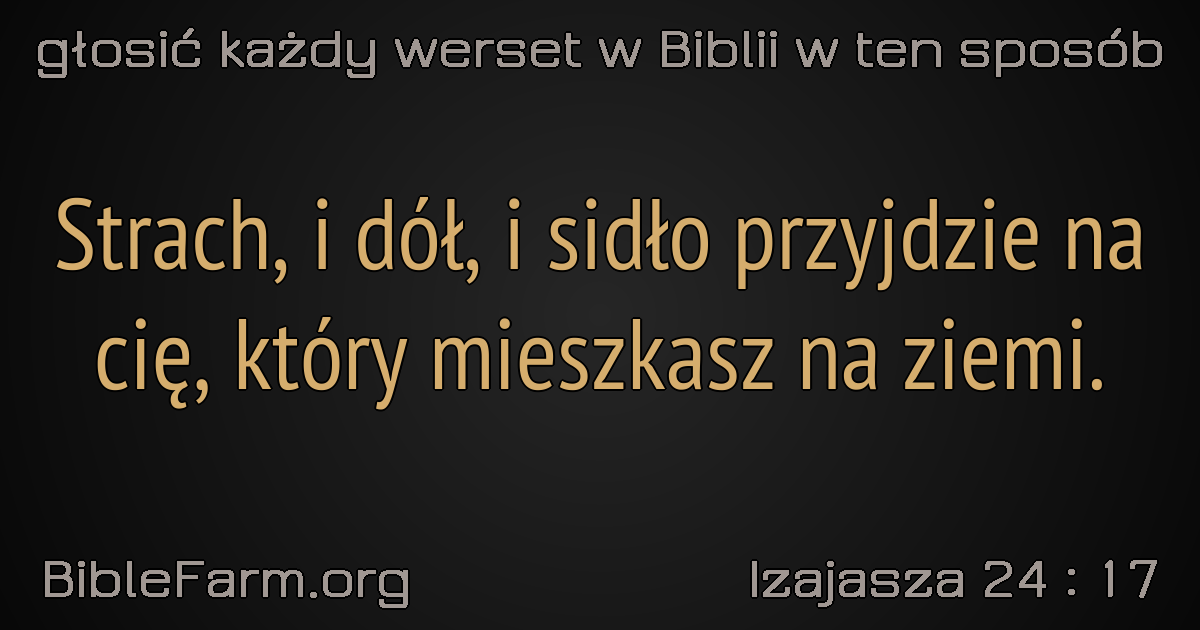 głosić każdy werset w Biblii w ten sposób
Strach, i dół, i sidło przyjdzie na
cię, który mieszkasz na ziemi.
BibleFarm.org
Izajasza 24 : 17